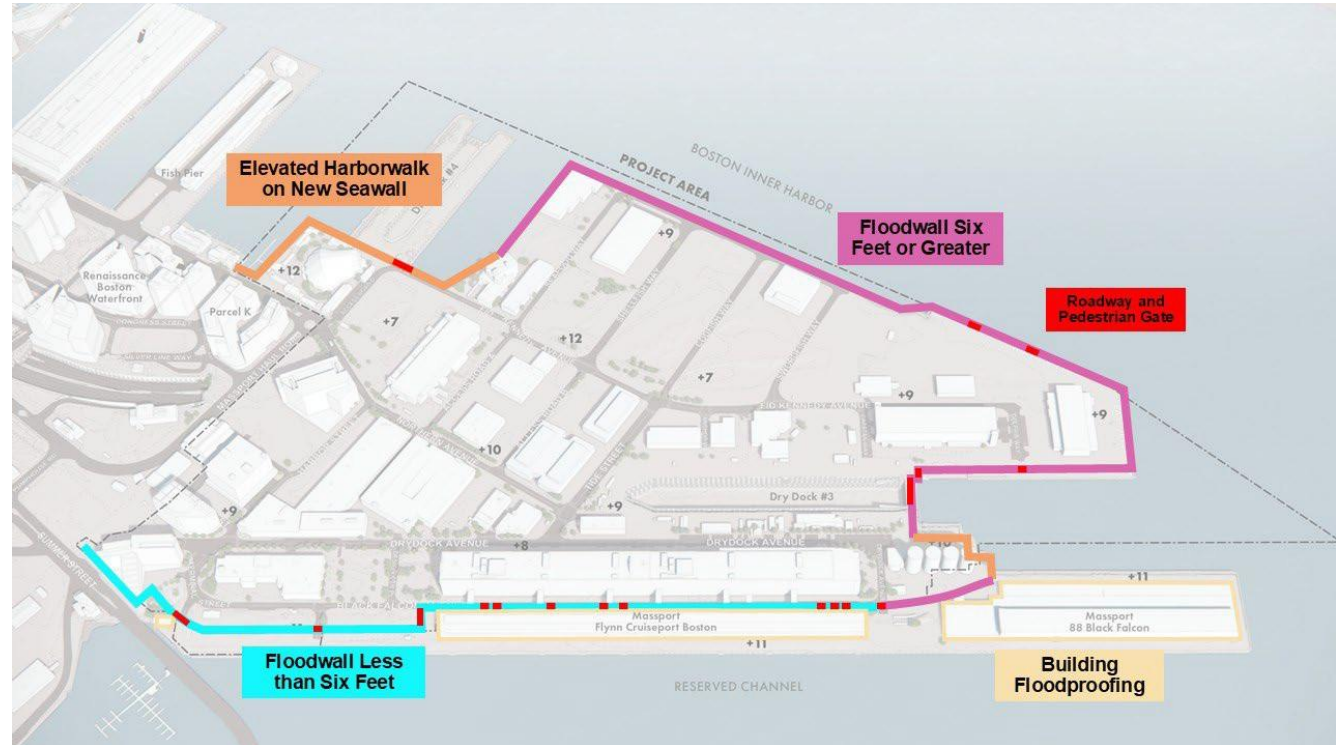 Fish Pier
Elevated Harborwalk
on New Seawall
PROJECT AREA
BOSTON INNER HARBOR
Floodwall Six
Feet or Greater
+9
+12
Renaissance
Boston
Waterfront
Parcel K
Roadway and
Pedestrian Gate
+7
+12
+7
+9
+9
+10
Dry Dock #3
+9
+9
SUMMER STREET
DRYDOCK AVENUE
+8
DRYDOCK AVENUE
+11
Massport
Flynn Cruiseport Boston
Massport
88 Black Falcon
+11
Floodwall Less
than Six Feet
Building
Floodproofing
RESERVED CHANNEL